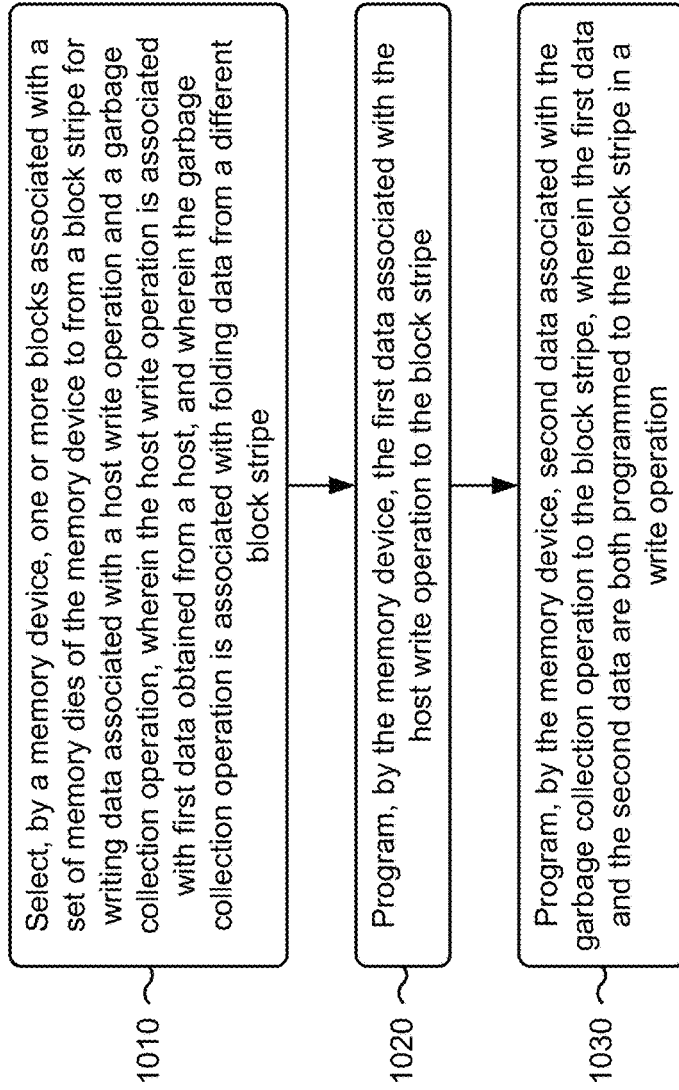 1010
Select, by a memory device, one or more blocks associated with a
set of memory dies of the memory device to from a block stripe for
writing data associated with a host write operation and a garbage
collection operation, wherein the host write operation is associated
with first data obtained from a host, and wherein the garbage
collection operation is associated with folding data from a different
block stripe
1020
Program, by the memory device, the first data associated with the
host write operation to the block stripe
1030
Program, by the memory device, second data associated with the
garbage collection operation to the block stripe, wherein the first data
and the second data are both programmed to the block stripe in a
write operation